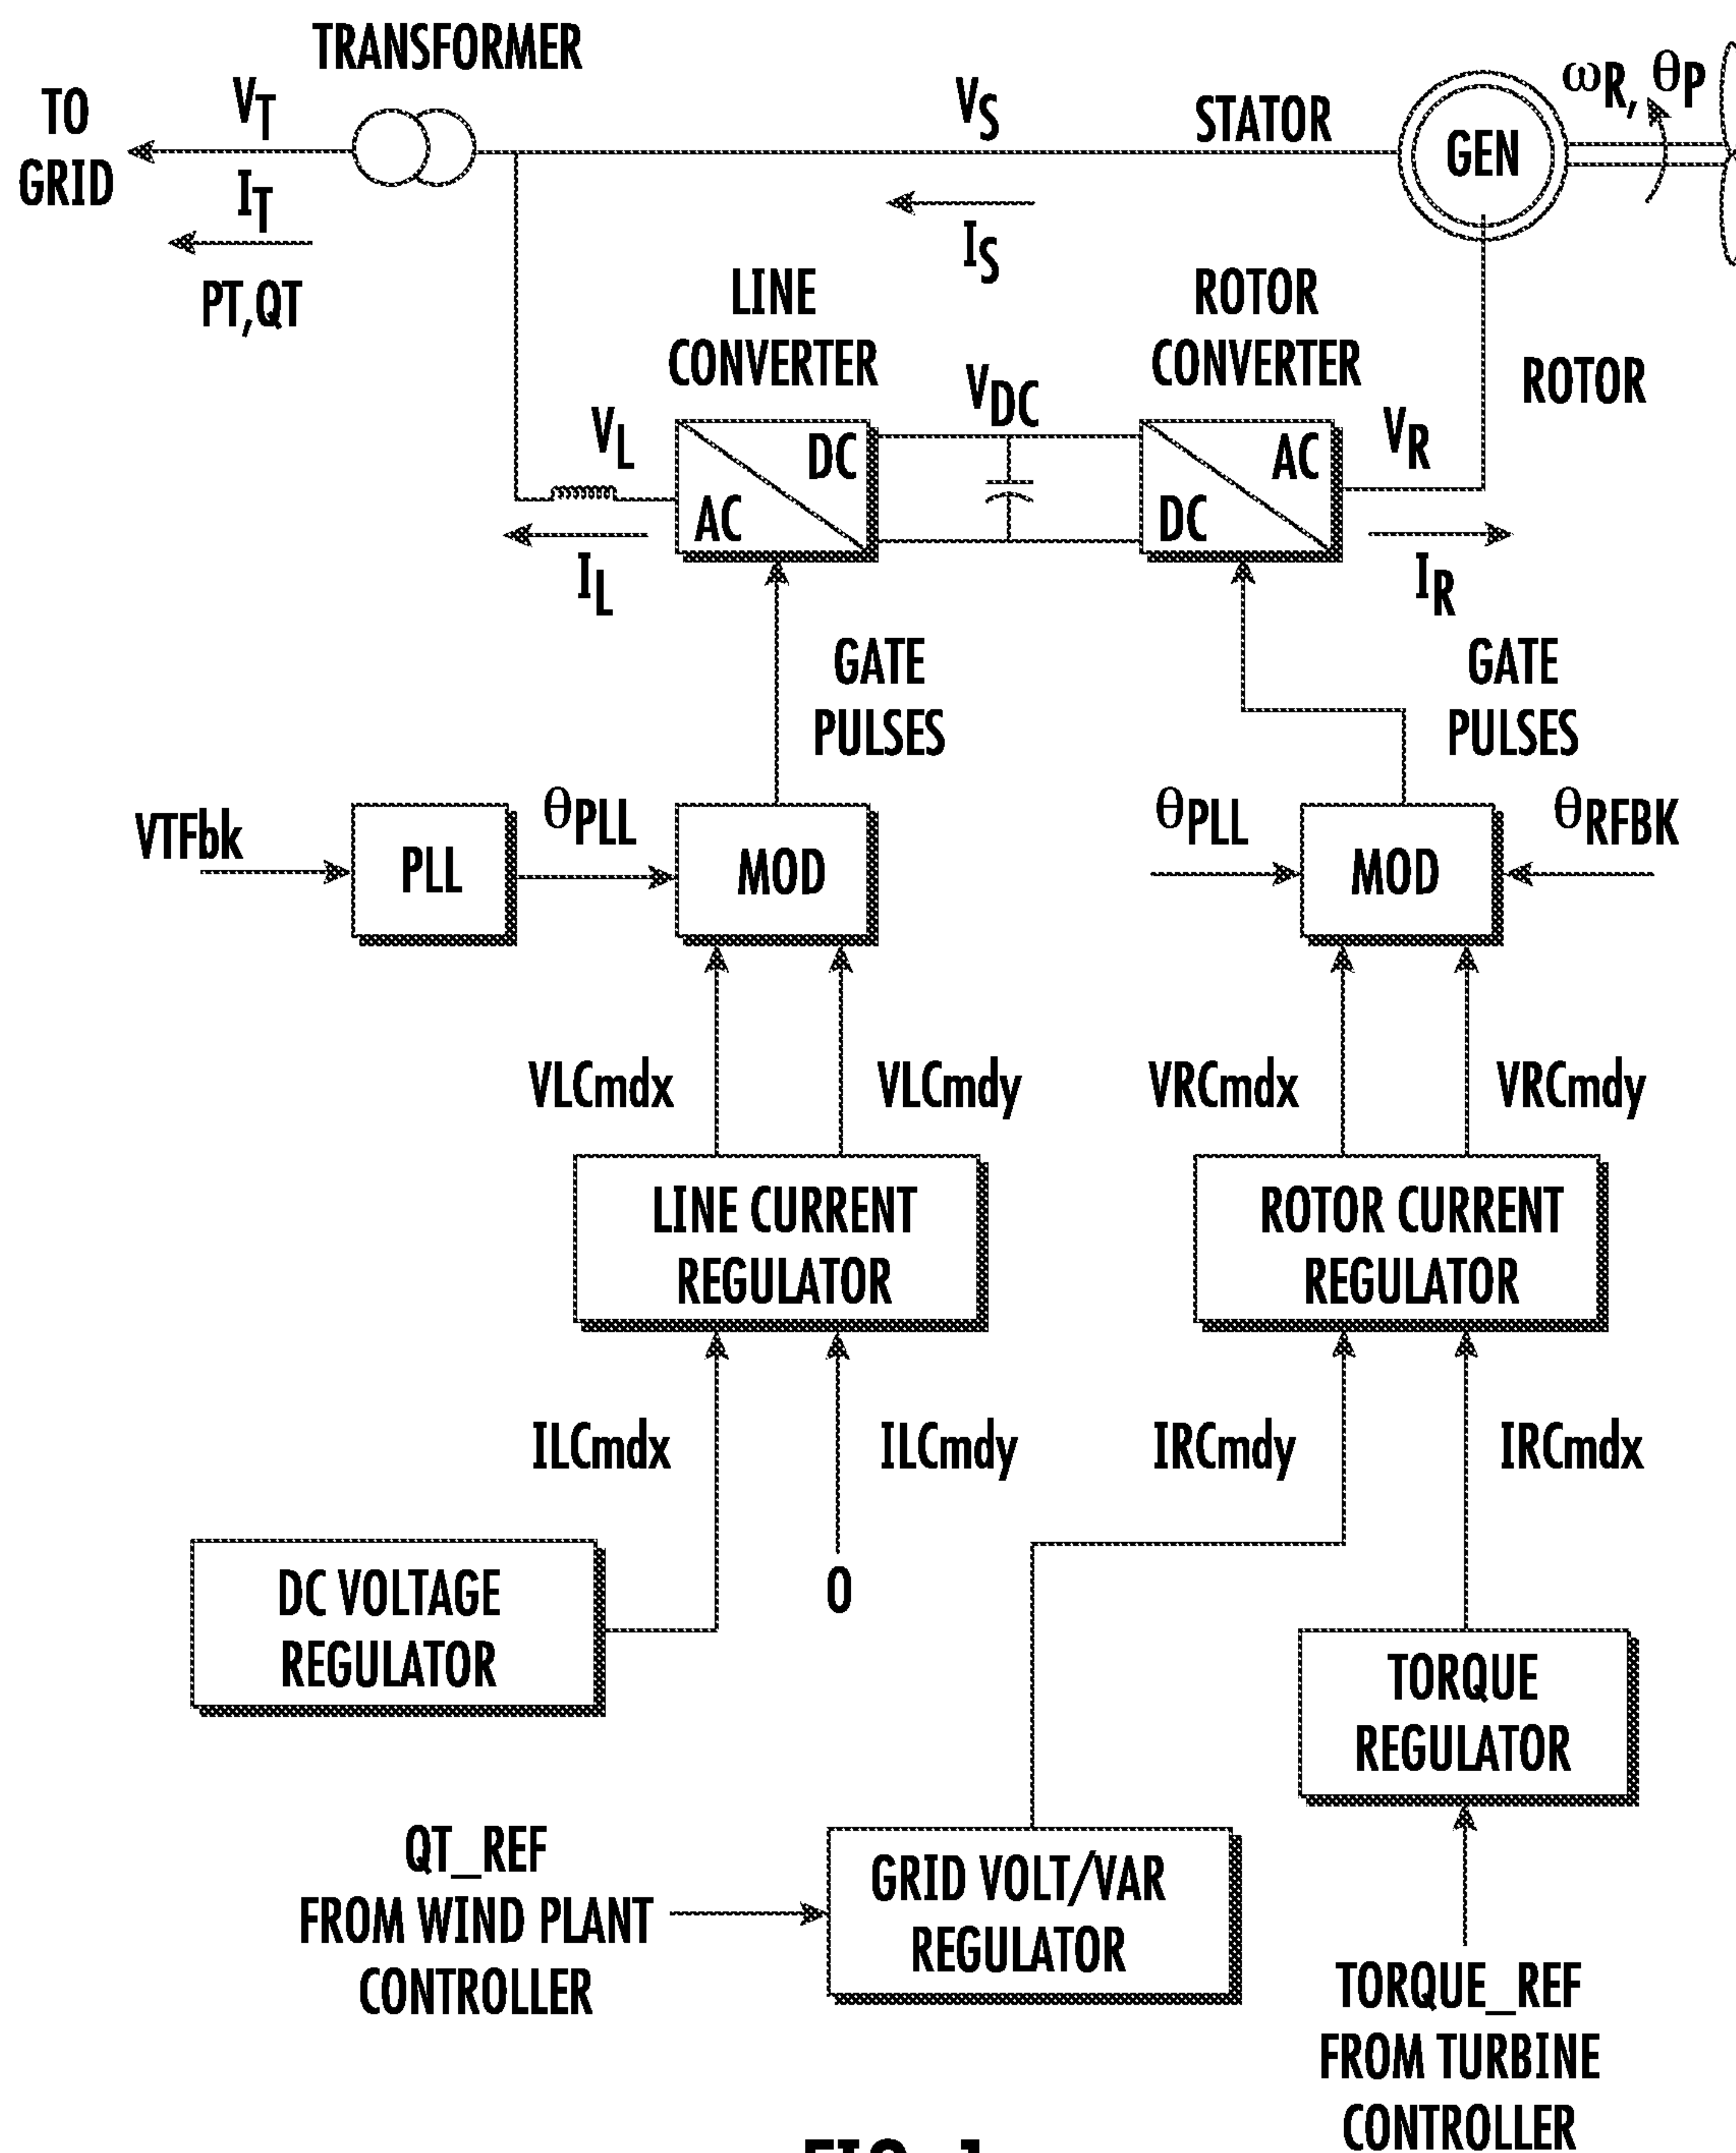 TRANSFORMER
TO
GRID
VT
IT
PT,QT
VS
IS
STATOR
GEN
ωR, θP
LINE
CONVERTER
ROTOR
CONVERTER
ROTOR
VL
IL
AC
DC
VDC
DC
AC
VR
IR
GATE
PULSES
GATE
PULSES
VTFbk
PLL
θPLL
MOD
θPLL
MOD
θRFBK
VLCmdx
VLCmdy
VRCmdx
VRCmdy
LINE CURRENT
REGULATOR
ROTOR CURRENT
REGULATOR
ILCmdx
ILCmdy
IRCmdy
IRCmdx
DC VOLTAGE
REGULATOR
0
TORQUE
REGULATOR
QT_REF
FROM WIND PLANT
CONTROLLER
GRID VOLT/VAR
REGULATOR
TORQUE_REF
FROM TURBINE
CONTROLLER